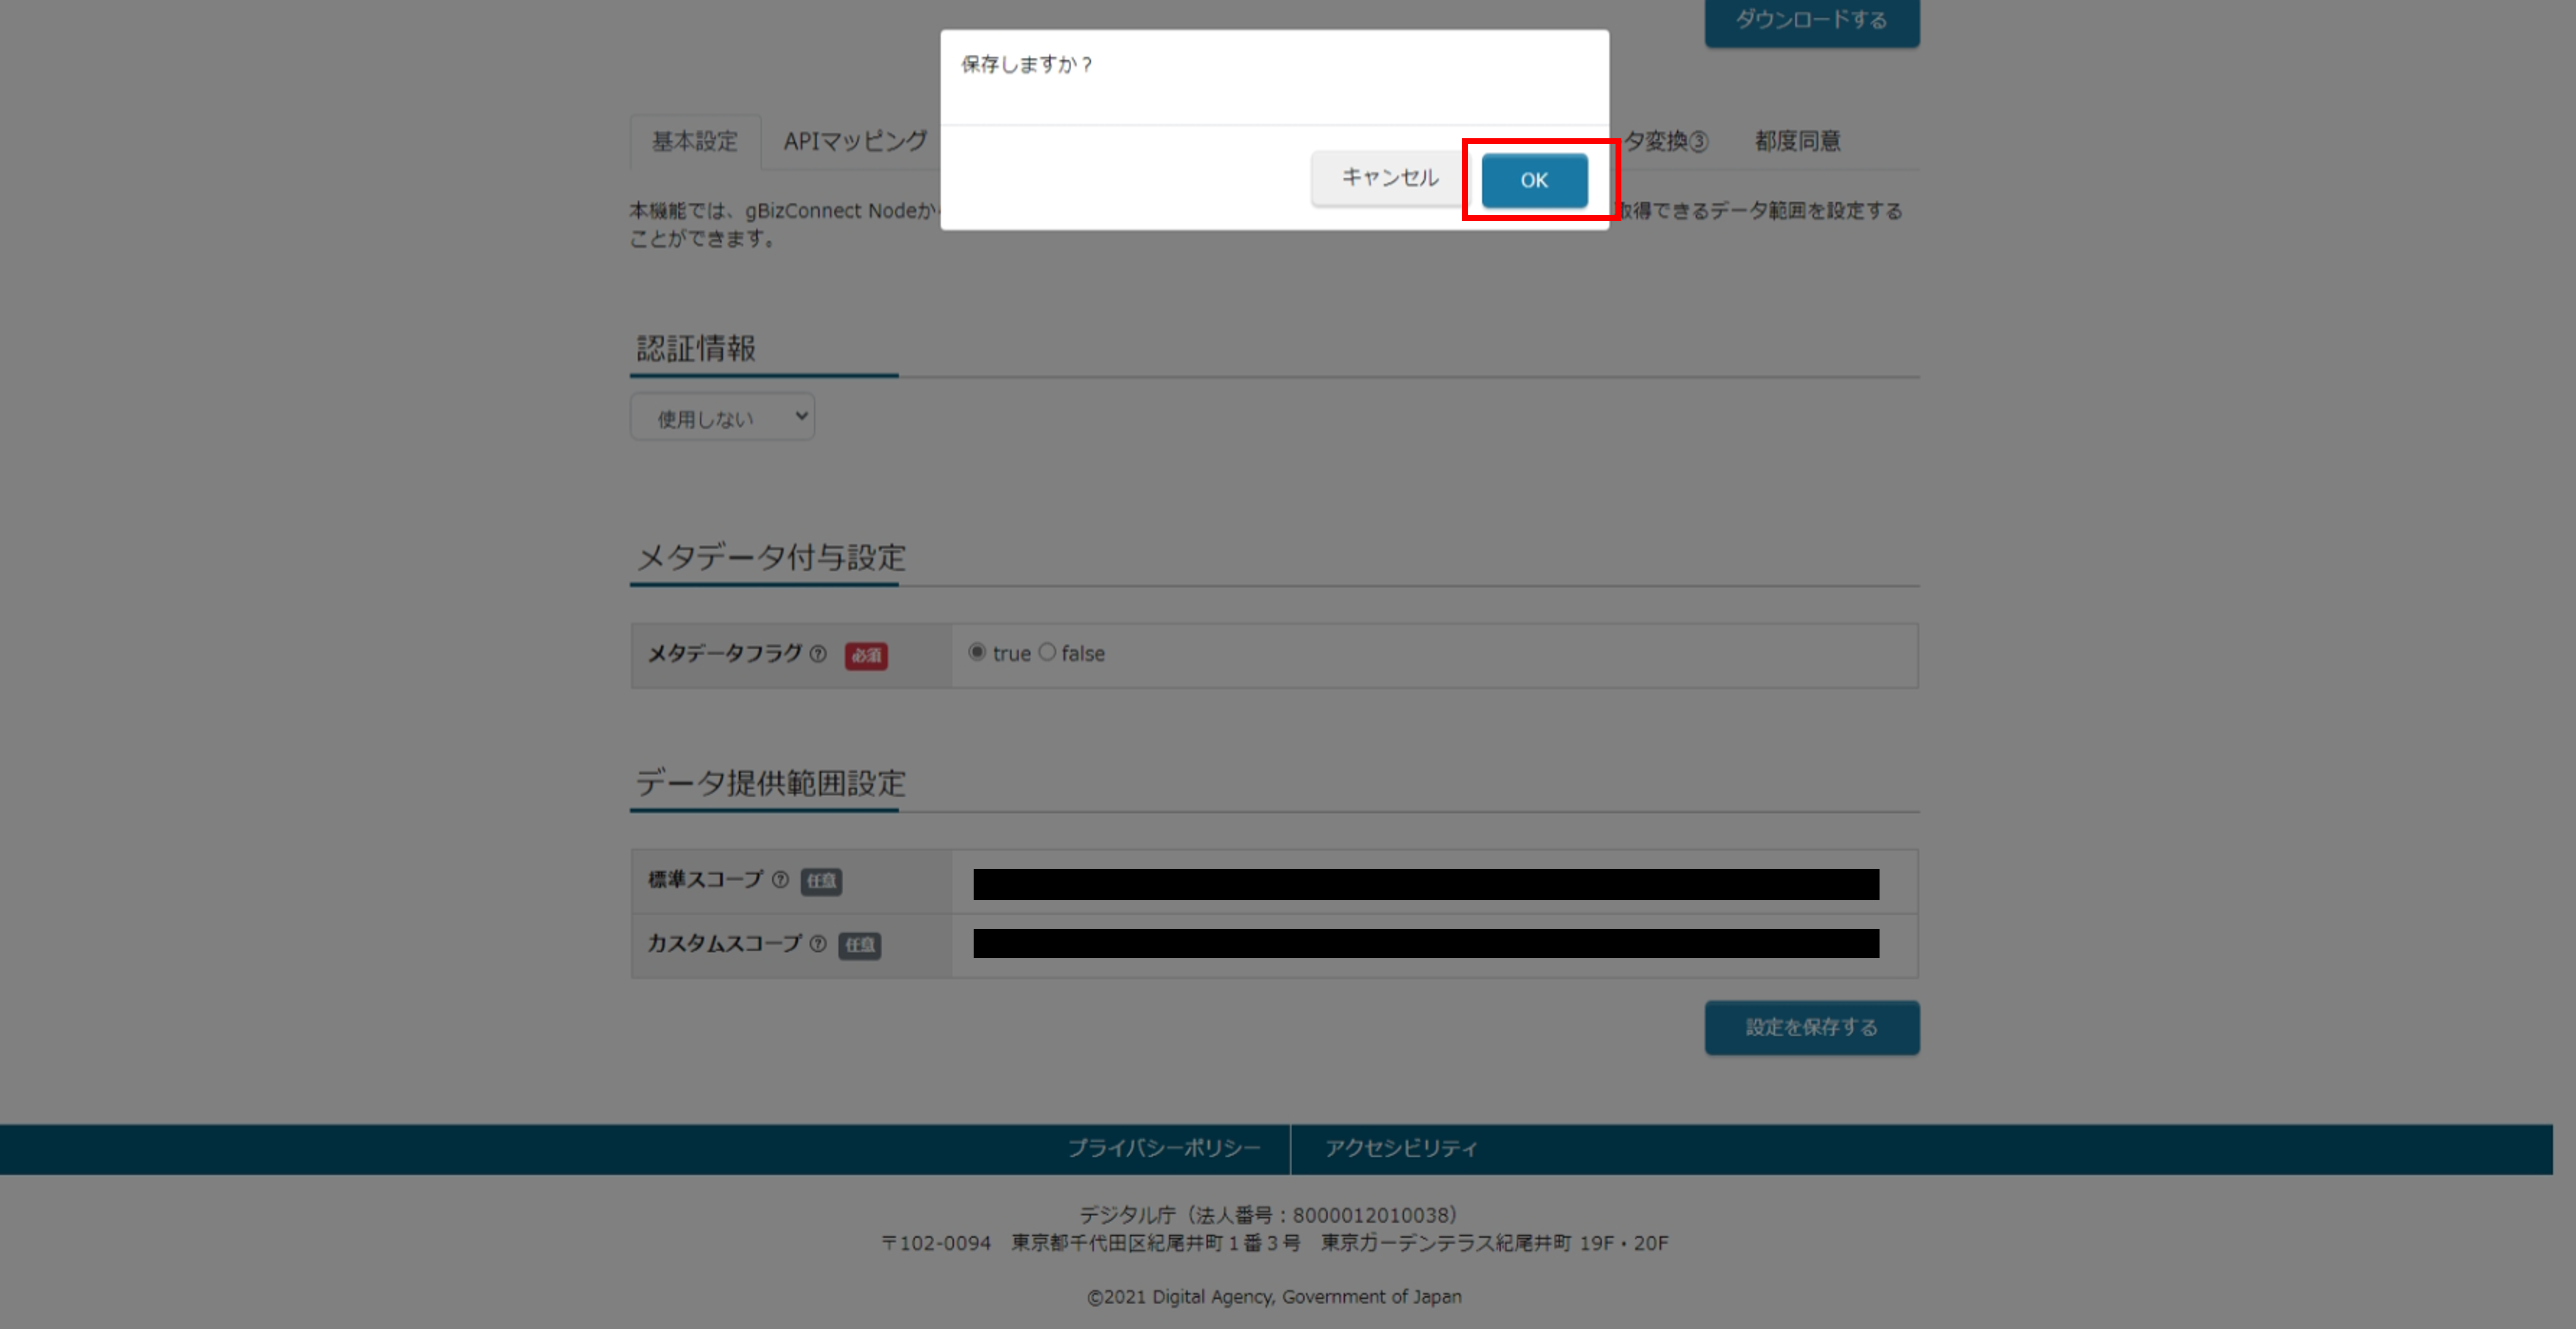 ダウンロードする
保存しますか？
キャンセル
OK
基本設定 APIマッピング タ変換③ 都度同意
本機能では、gBizConnect Nodeか 取得できるデータ範囲を設定する
ことができます。
認証情報
使用しない
メタデータ付与設定
メタデータフラグ ? 必須 true false
データ提供範囲設定
標準スコープ ? 任意
カスタムスコープ ? 任意
設定を保存する
プライバシーポリシー アクセシビリティ
デジタル庁（法人番号：8000012010038）
〒102-0094　東京都千代田区紀尾井町１番３号　東京ガーデンテラス紀尾井町 19F・20F
©2021 Digital Agency, Government of Japan